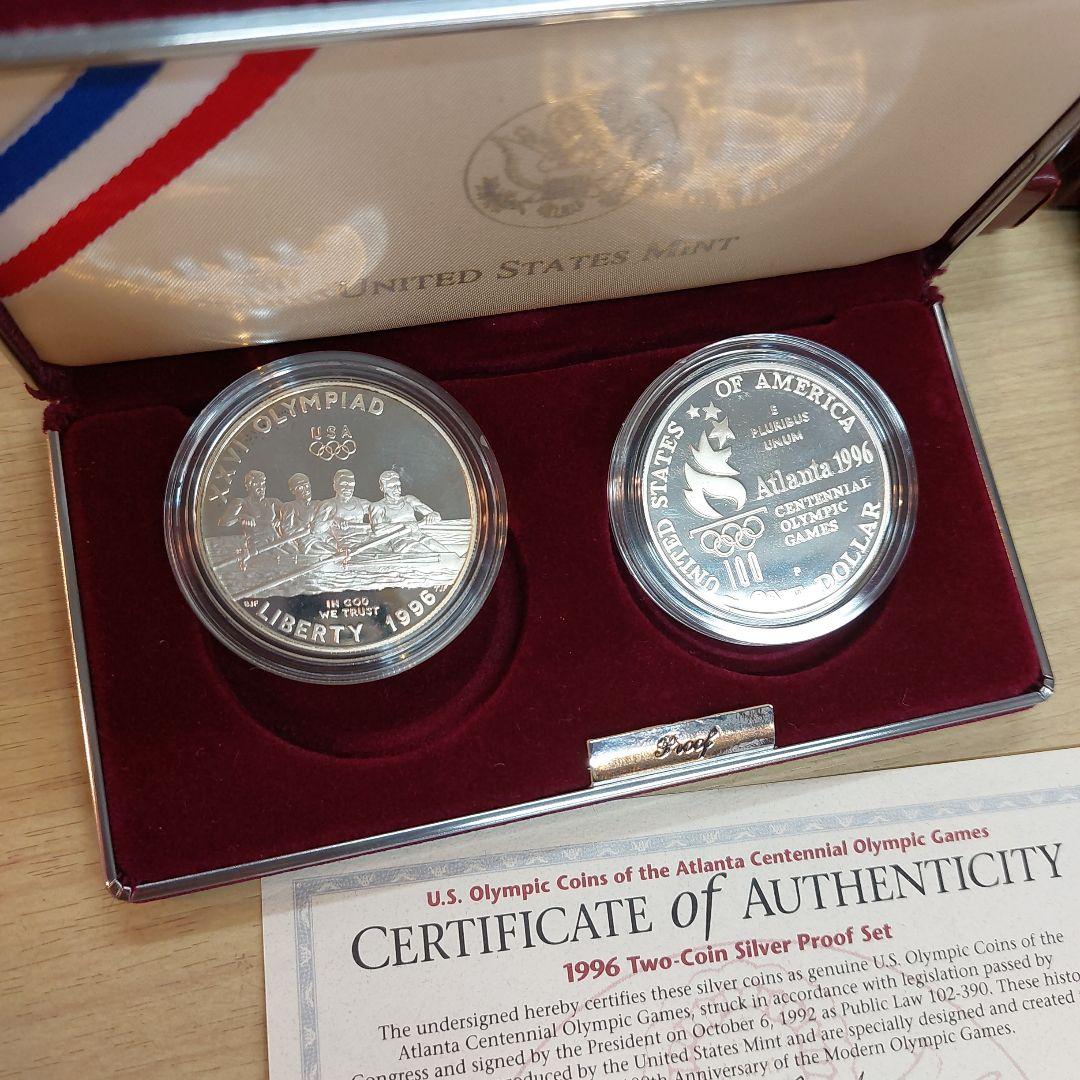 UNITED STATES MINT
XXVI OLYMPIAD
USA
BJF
IN GOD
WE TRUST
LIBERTY 1996
UNITED STATES OF AMERICA
E
PLURIBUS
UNUM
Atlanta 1996
CENTENNIAL
OLYMPIC
GAMES
100
P
DOLLAR
Proof
U.S. Olympic Coins of the Atlanta Centennial Olympic Games
CERTIFICATE of AUTHENTICITY
1996 Two-Coin Silver Proof Set
The undersigned hereby certifies these silver coins as genuine U.S. Olympic Coins of the
Atlanta Centennial Olympic Games, struck in accordance with legislation passed by
Congress and signed by the President on October 6, 1992 as Public Law 102-390. These histo
produced by the United States Mint and are specially designed and created
100th Anniversary of the Modern Olympic Games.